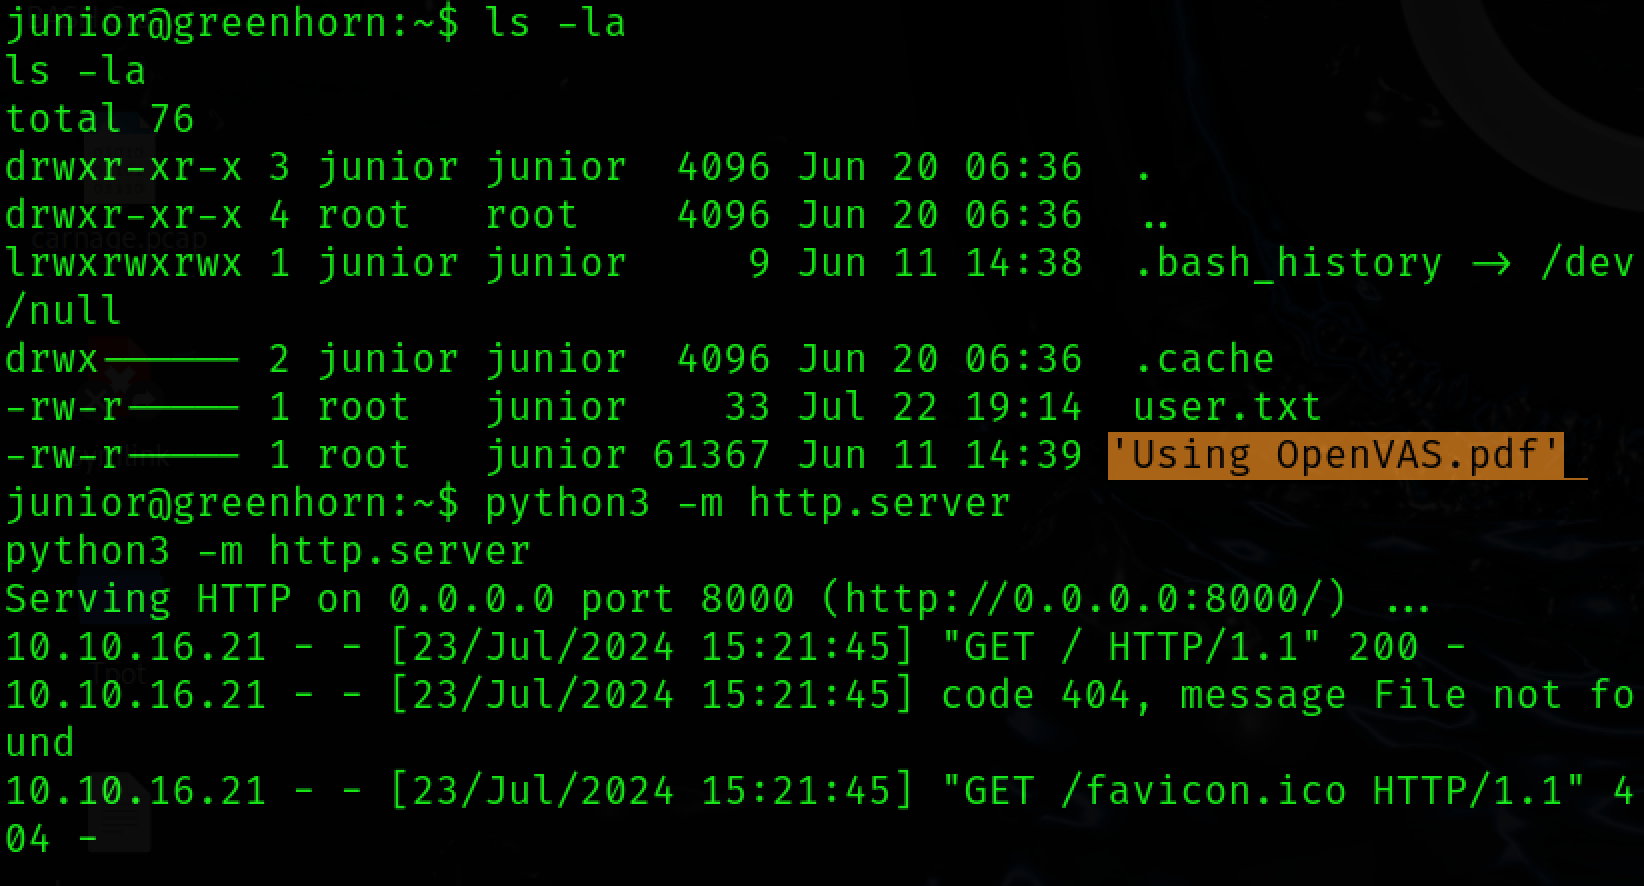 junior@greenhorn:~$ ls -la
ls -la
total 76
drwxr-xr-x 3 junior junior  4096 Jun 20 06:36  .
drwxr-xr-x 4 root   root    4096 Jun 20 06:36  ..
lrwxrwxrwx 1 junior junior     9 Jun 11 14:38  .bash_history -> /dev
/null
drwx------ 2 junior junior  4096 Jun 20 06:36  .cache
-rw-r----- 1 root   junior    33 Jul 22 19:14  user.txt
-rw-r----- 1 root   junior 61367 Jun 11 14:39 'Using OpenVAS.pdf'
junior@greenhorn:~$ python3 -m http.server
python3 -m http.server
Serving HTTP on 0.0.0.0 port 8000 (http://0.0.0.0:8000/) ...
10.10.16.21 - - [23/Jul/2024 15:21:45] "GET / HTTP/1.1" 200 -
10.10.16.21 - - [23/Jul/2024 15:21:45] code 404, message File not fo
und
10.10.16.21 - - [23/Jul/2024 15:21:45] "GET /favicon.ico HTTP/1.1" 4
04 -
carnage.pcap